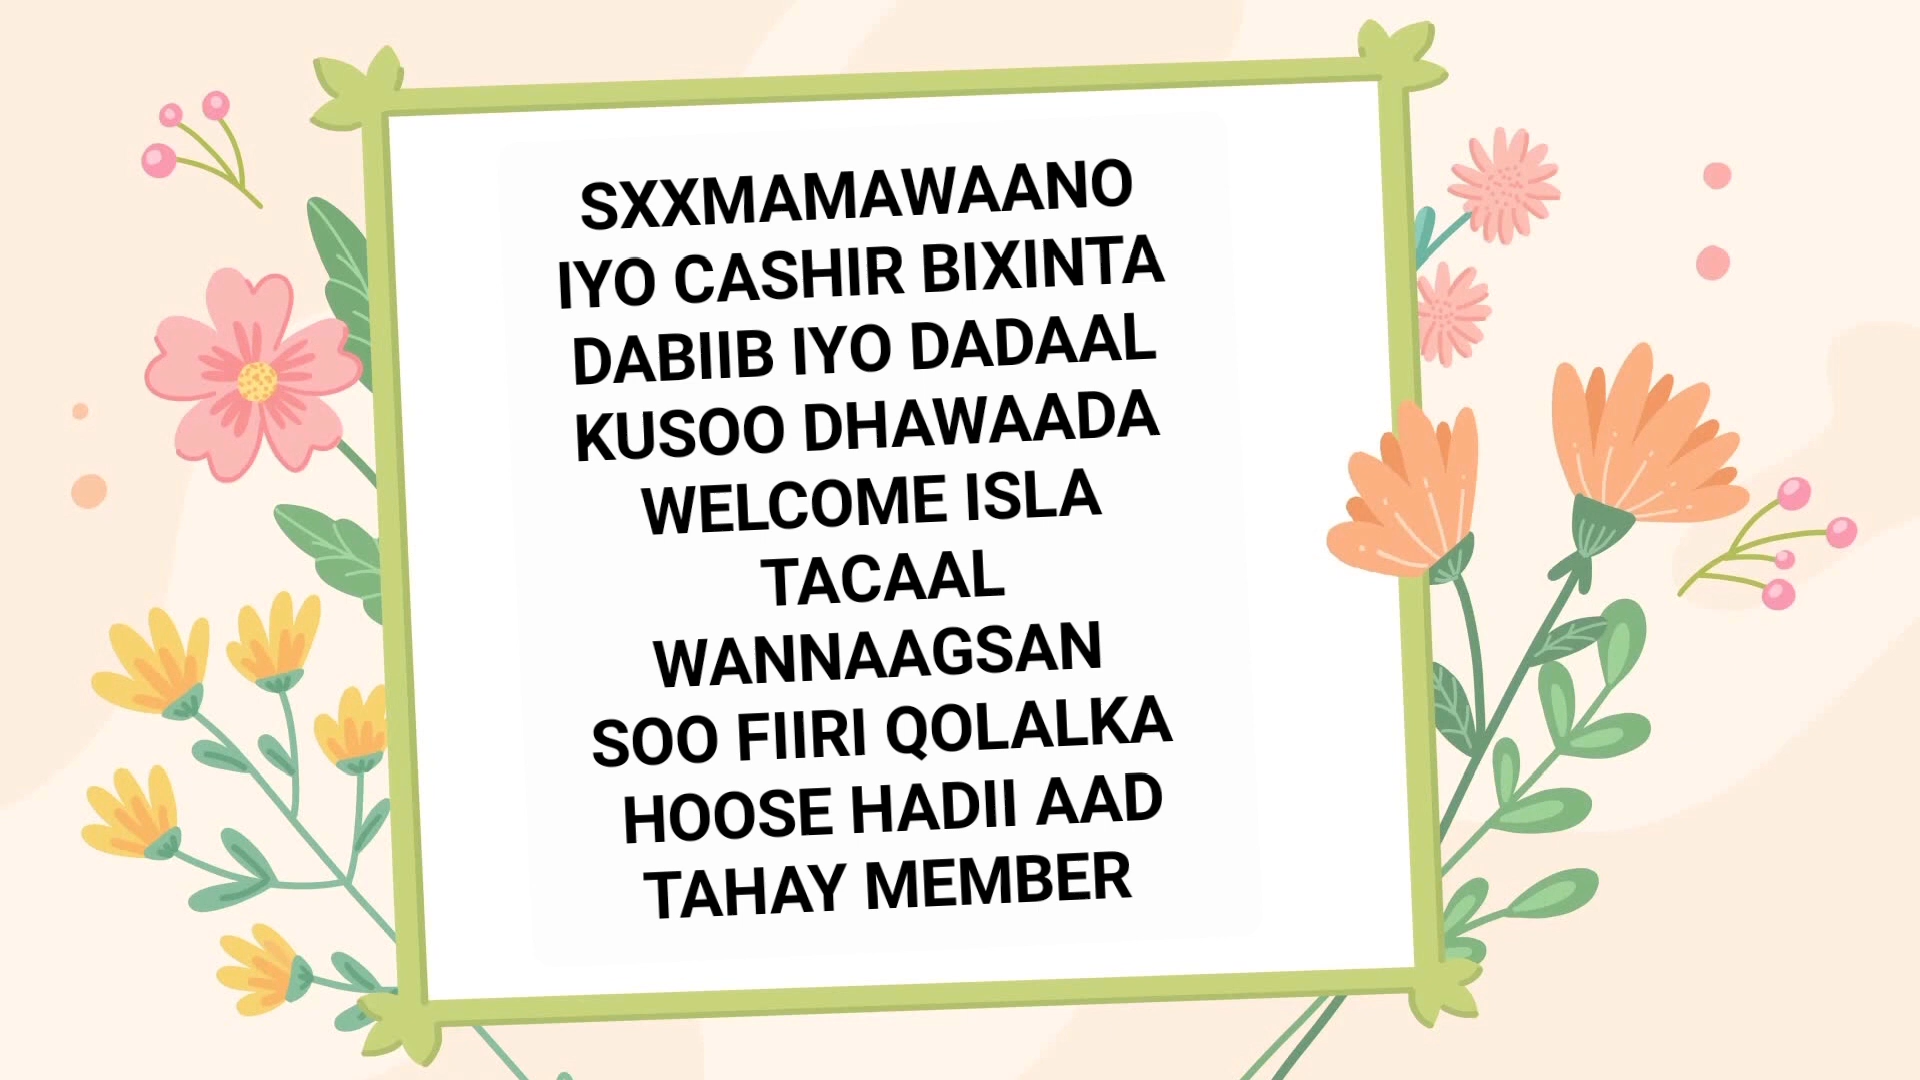 SXXMAMAWAANO
IYO CASHIR BIXINTA
DABIIB IYO DADAAL
KUSOO DHAWAADA
WELCOME ISLA
TACAAL
WANNAAGSAN
SOO FIIRI QOLALKA
HOOSE HADII AAD
TAHAY MEMBER